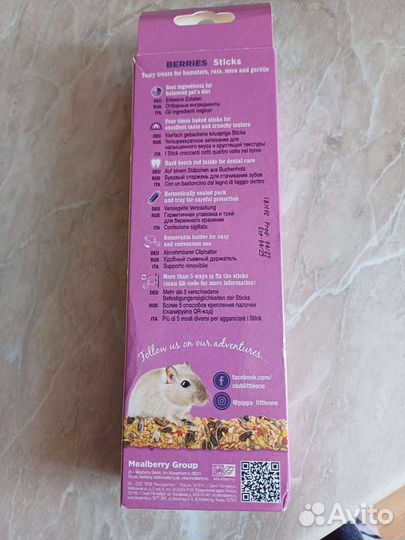 BERRIES Sticks
Tasty treats for hamsters, rats, mice and gerbils
Best ingredients for
balanced pet's diet
DEU Erlesene Zutaten
RUS Отборные ингредиенты
ITA Gli ingredienti migliori
Four times baked sticks for
excellent taste and crunchy texture
DEU Vierfach gebackene knusprige Sticks
RUS Четырехкратное запекание для
насыщенного вкуса и хрустящей текстуры
ITA I Stick croccanti cotti quattro volte nel forno
Hard beech rod inside for dental care
DEU Auf einem Stäbchen aus Buchenholz
RUS Буковый стержень для стачивания зубов
ITA Con un bastoncino dal legno di faggio dentro
Hermetically sealed pack
and tray for careful protection
DEU Versiegelte Verpackung
RUS Герметичная упаковка и трей
для бережного хранения
ITA Confezione sigillata
Removable holder for easy
and convenient use
DEU Abnehmbarer Cliphalter
RUS Удобный съемный держатель
ITA Supporto rimovibile
More than 5 ways to fix the sticks
(scan QR-code for more information)
DEU Mehr als 5 verschiedene
Befestigungsmöglichkeiten der Sticks
RUS Более 5 способов крепления палочек
(сканируйте QR-код)
ITA Più di 5 modi diversi per agganciare i Stick
Follow us on our adventures...
facebook.com/
clublittleone
@pippa_littleone
Mealberry Group
Mealberry
Avito